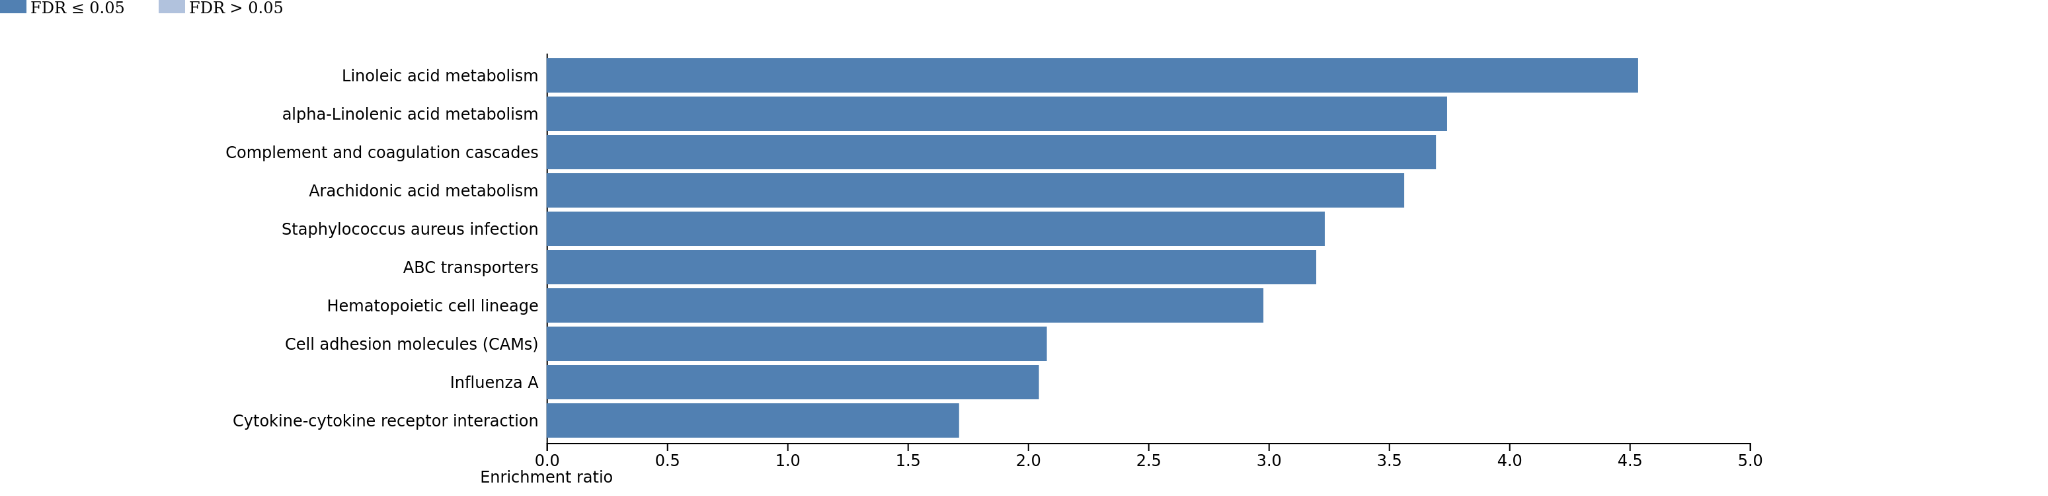 FDR ≤ 0.05 FDR > 0.05
Linoleic acid metabolism
alpha-Linolenic acid metabolism
Complement and coagulation cascades
Arachidonic acid metabolism
Staphylococcus aureus infection
ABC transporters
Hematopoietic cell lineage
Cell adhesion molecules (CAMs)
Influenza A
Cytokine-cytokine receptor interaction
0.0 0.5 1.0 1.5 2.0 2.5 3.0 3.5 4.0 4.5 5.0
Enrichment ratio